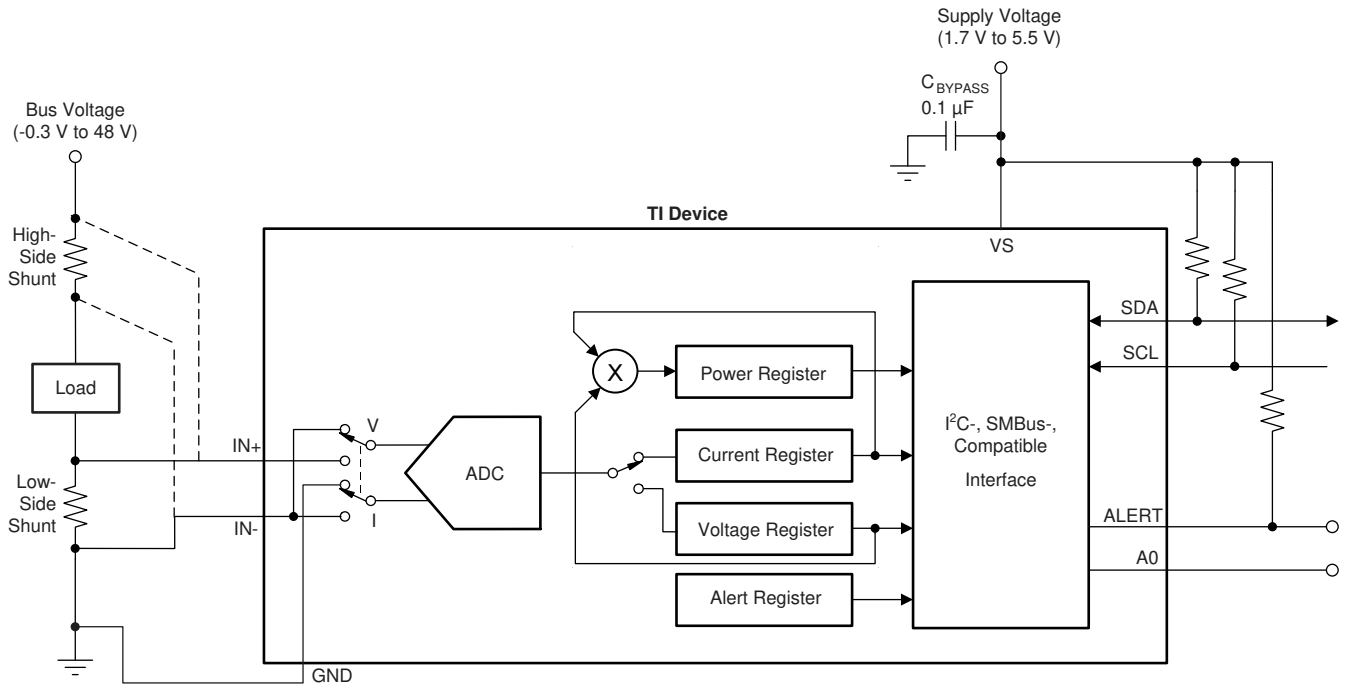 Supply Voltage
(1.7 V to 5.5 V)
C BYPASS
0.1 µF
Bus Voltage
(-0.3 V to 48 V)
TI Device
VS
High-
Side
Shunt
SDA
SCL
Load
X
Power Register
I²C-, SMBus-,
Compatible
Interface
V
IN+
ADC
Current Register
Low-
Side
Shunt
IN-
I
Voltage Register
ALERT
A0
Alert Register
GND